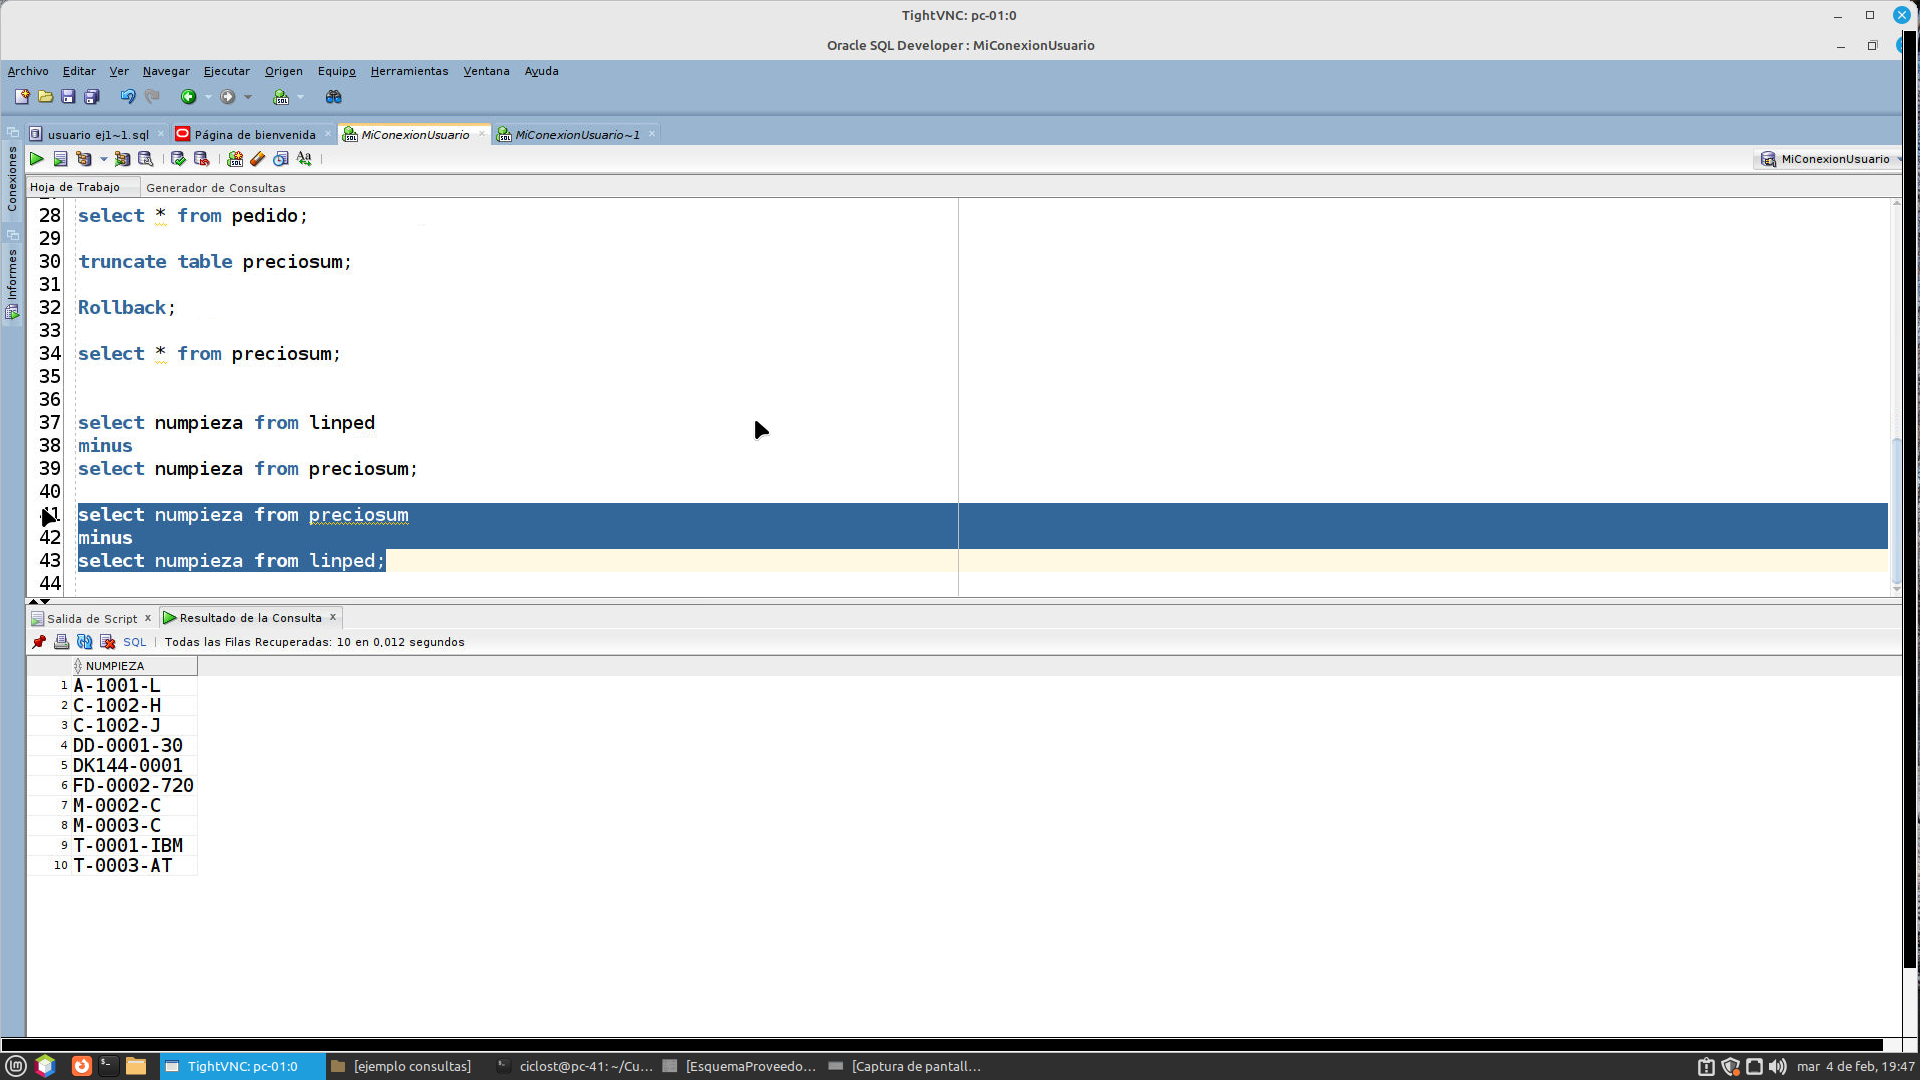 TightVNC: pc-01:0
Oracle SQL Developer : MiConexionUsuario
Archivo Editar Ver Navegar Ejecutar Origen Equipo Herramientas Ventana Ayuda
usuario ej1~1.sql Página de bienvenida MiConexionUsuario MiConexionUsuario~1
MiConexionUsuario
Hoja de Trabajo Generador de Consultas
Conexiones
Informes
28 select * from pedido;
29
30 truncate table preciosum;
31
32 Rollback;
33
34 select * from preciosum;
35
36
37 select numpieza from linped
38 minus
39 select numpieza from preciosum;
40
41 select numpieza from preciosum
42 minus
43 select numpieza from linped;
44
Salida de Script x Resultado de la Consulta x
SQL | Todas las Filas Recuperadas: 10 en 0,012 segundos
NUMPIEZA
1 A-1001-L
2 C-1002-H
3 C-1002-J
4 DD-0001-30
5 DK144-0001
6 FD-0002-720
7 M-0002-C
8 M-0003-C
9 T-0001-IBM
10 T-0003-AT
TightVNC: pc-01:0 [ejemplo consultas] ciclost@pc-41: ~/Cu... [EsquemaProveedo... [Captura de pantall... mar 4 de feb, 19:47